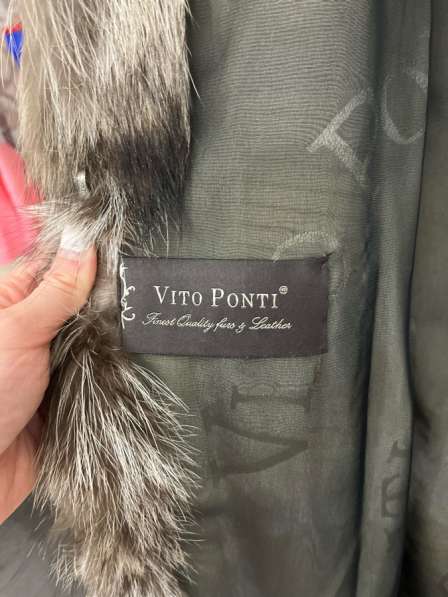 VITO PONTI®
Finest Quality furs & Leather